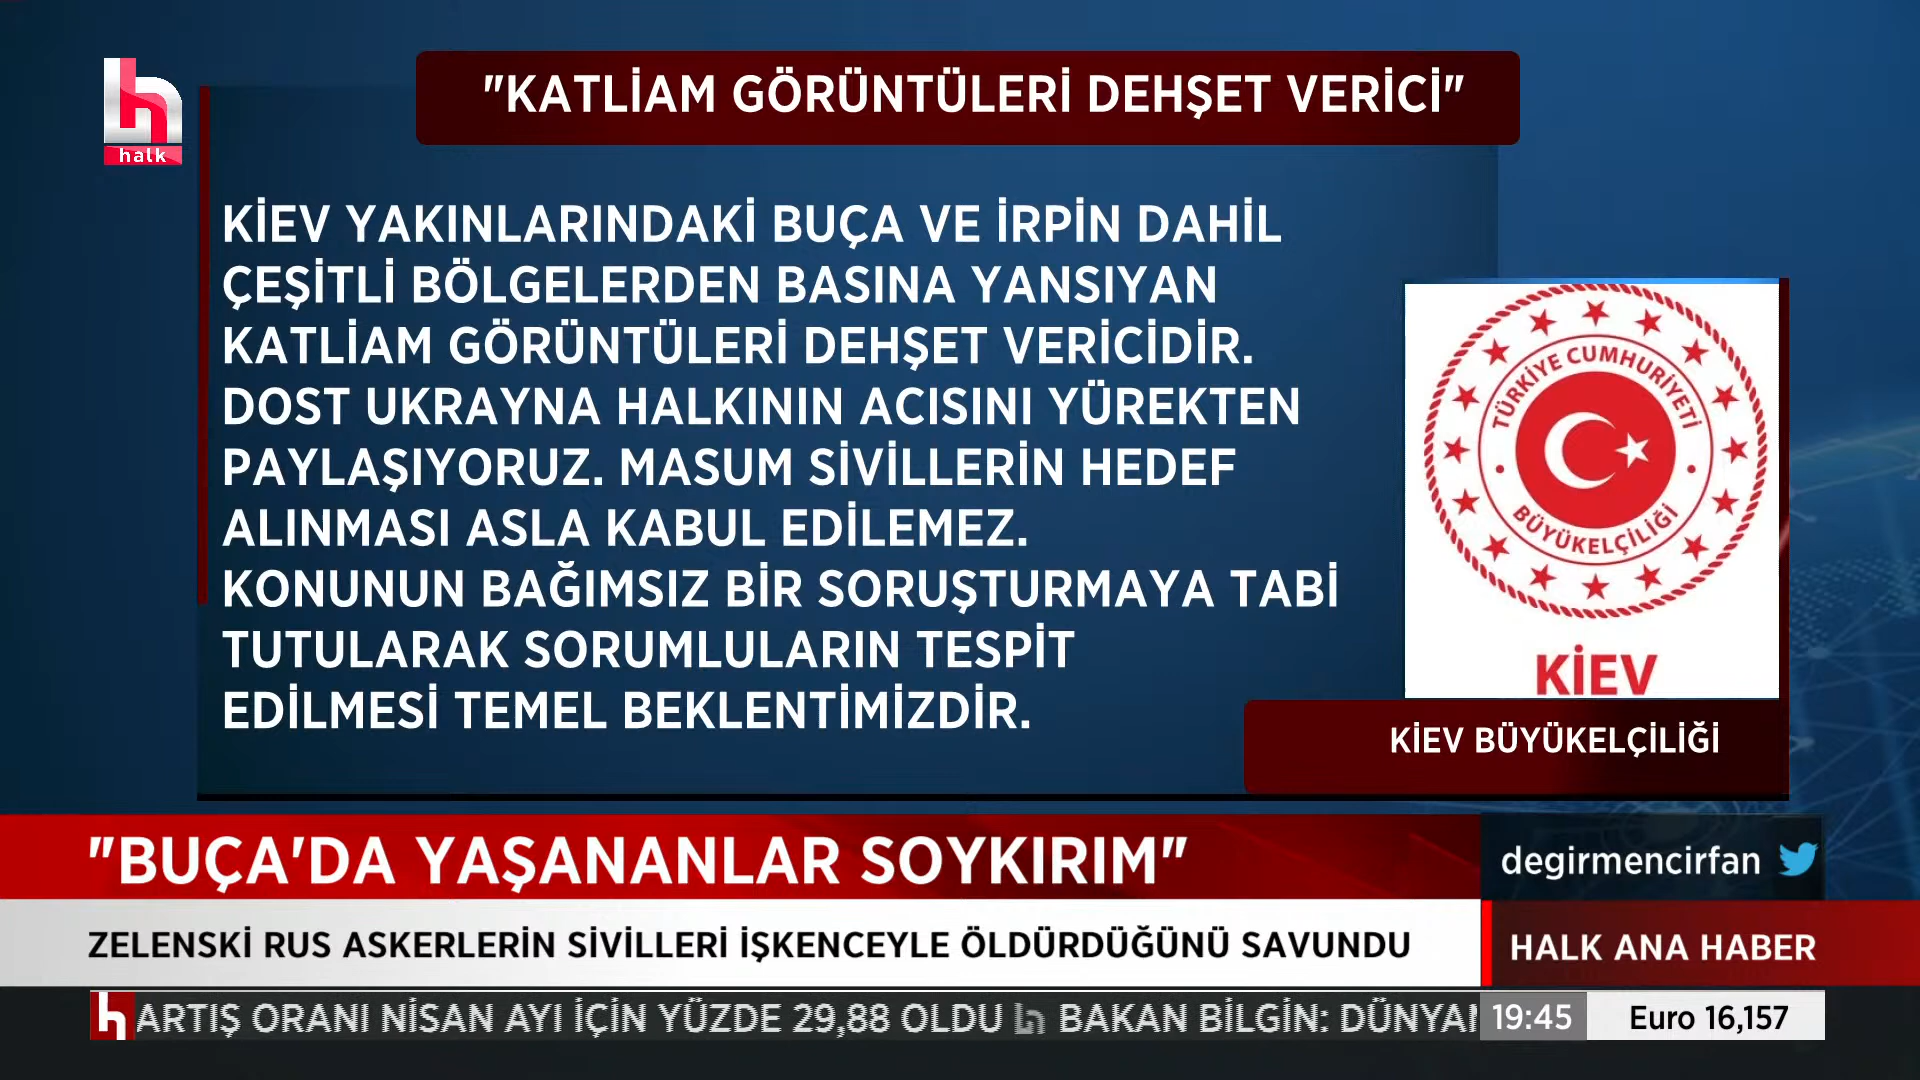 "KATLİAM GÖRÜNTÜLERİ DEHŞET VERİCİ"
halk
KİEV YAKINLARINDAKİ BUÇA VE İRPİN DAHİL
ÇEŞİTLİ BÖLGELERDEN BASINA YANSIYAN
KATLİAM GÖRÜNTÜLERİ DEHŞET VERİCİDİR.
DOST UKRAYNA HALKININ ACISINI YÜREKTEN
PAYLAŞIYORUZ. MASUM SİVİLLERİN HEDEF
ALINMASI ASLA KABUL EDİLEMEZ.
KONUNUN BAĞIMSIZ BİR SORUŞTURMAYA TABİ
TUTULARAK SORUMLULARIN TESPİT
EDİLMESİ TEMEL BEKLENTİMİZDİR.
TÜRKİYE CUMHURİYETİ
BÜYÜKELÇİLİĞİ
KİEV
KİEV BÜYÜKELÇİLİĞİ
"BUÇA'DA YAŞANANLAR SOYKIRIM"
degirmencirfan
ZELENSKİ RUS ASKERLERİN SİVİLLERİ İŞKENCEYLE ÖLDÜRDÜĞÜNÜ SAVUNDU
HALK ANA HABER
ARTIŞ ORANI NİSAN AYI İÇİN YÜZDE 29,88 OLDU BAKAN BİLGİN: DÜNYAN
19:45
Euro 16,157